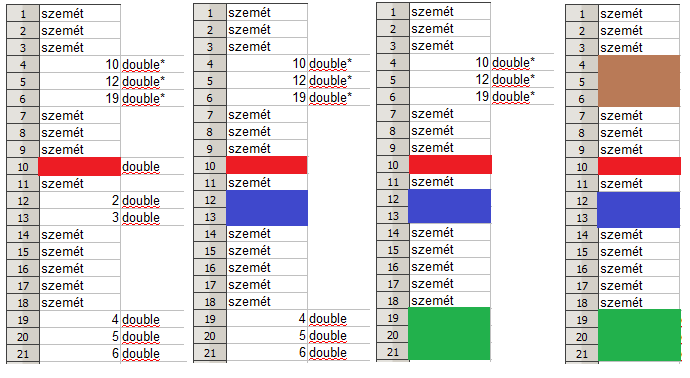 1 szemét
2 szemét
3 szemét
4 10 double*
5 12 double*
6 19 double*
7 szemét
8 szemét
9 szemét
10 double
11 szemét
12 2 double
13 3 double
14 szemét
15 szemét
16 szemét
17 szemét
18 szemét
19 4 double
20 5 double
21 6 double
1 szemét
2 szemét
3 szemét
4 10 double*
5 12 double*
6 19 double*
7 szemét
8 szemét
9 szemét
10
11 szemét
12
13
14 szemét
15 szemét
16 szemét
17 szemét
18 szemét
19 4 double
20 5 double
21 6 double
1 szemét
2 szemét
3 szemét
4 10 double*
5 12 double*
6 19 double*
7 szemét
8 szemét
9 szemét
10
11 szemét
12
13
14 szemét
15 szemét
16 szemét
17 szemét
18 szemét
19
20
21
1 szemét
2 szemét
3 szemét
4
5
6
7 szemét
8 szemét
9 szemét
10
11 szemét
12
13
14 szemét
15 szemét
16 szemét
17 szemét
18 szemét
19
20
21